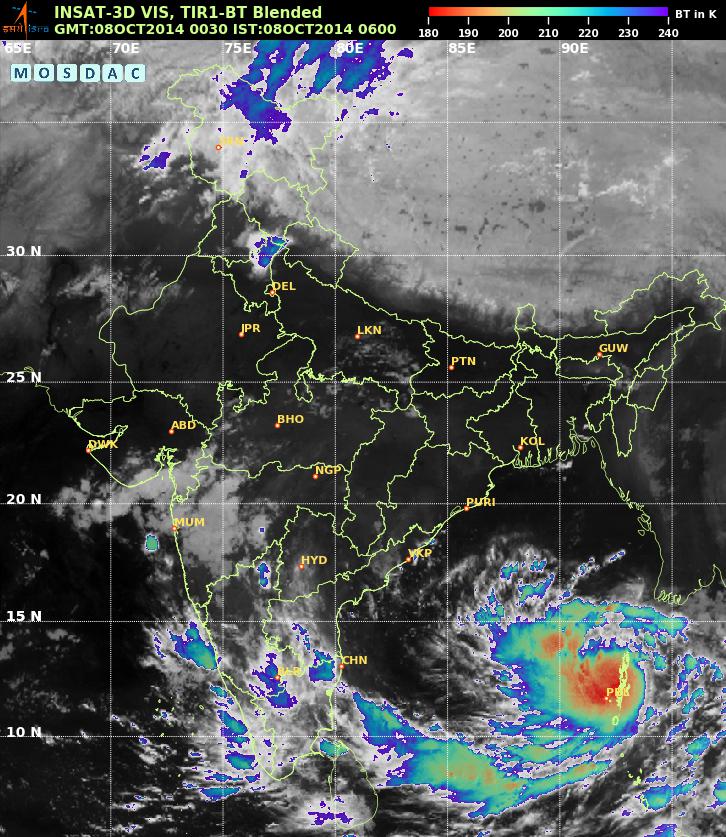 INSAT-3D VIS, TIR1-BT Blended
GMT:08OCT2014 0030 IST:08OCT2014 0600
BT in K
180 190 200 210 220 230 240
65E 70E 75E 80E 85E 90E
MOSDAC
30 N
DEL
JPR
LKN
GUW
PTN
25 N
BHO
ABD
KOL
DWK
NGP
20 N
PURI
MUM
VKP
HYD
15 N
CHN
10 N